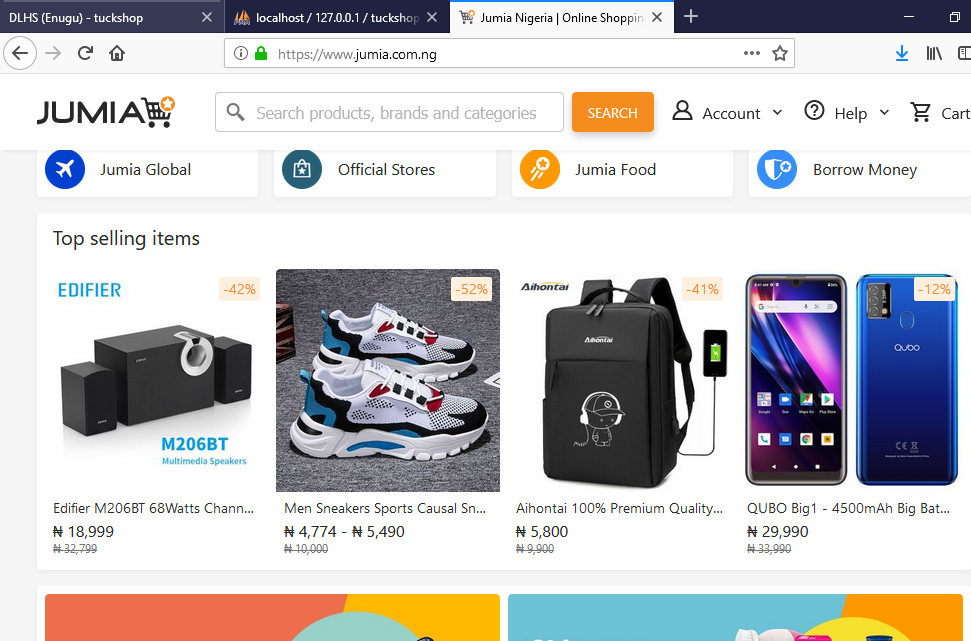 DLHS (Enugu) - tuckshop
localhost / 127.0.0.1 / tuckshop
Jumia Nigeria | Online Shoppin
https://www.jumia.com.ng
JUMIA
Search products, brands and categories
SEARCH
Account
Help
Cart
Jumia Global
Official Stores
Jumia Food
Borrow Money
Top selling items
EDIFIER
-42%
M206BT
Multimedia Speakers
Edifier M206BT 68Watts Chann...
₦ 18,999
₦ 32,799
-52%
Men Sneakers Sports Causal Sn...
₦ 4,774 - ₦ 5,490
₦ 10,000
Aihontai
-41%
Aihontai
Aihontai 100% Premium Quality...
₦ 5,800
₦ 9,900
-12%
QUBO
QUBO Big1 - 4500mAh Big Bat...
₦ 29,990
₦ 33,990